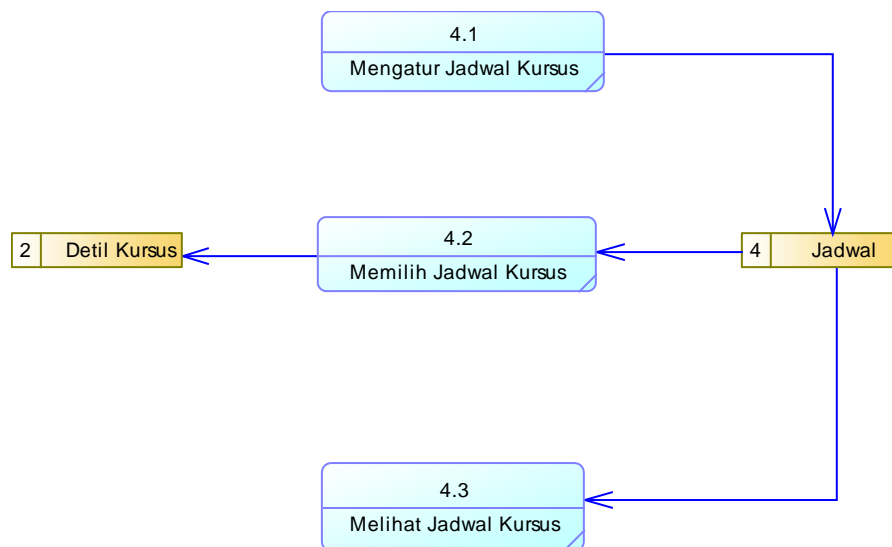 4.1
Mengatur Jadwal Kursus
2 Detil Kursus
4.2
Memilih Jadwal Kursus
4 Jadwal
4.3
Melihat Jadwal Kursus